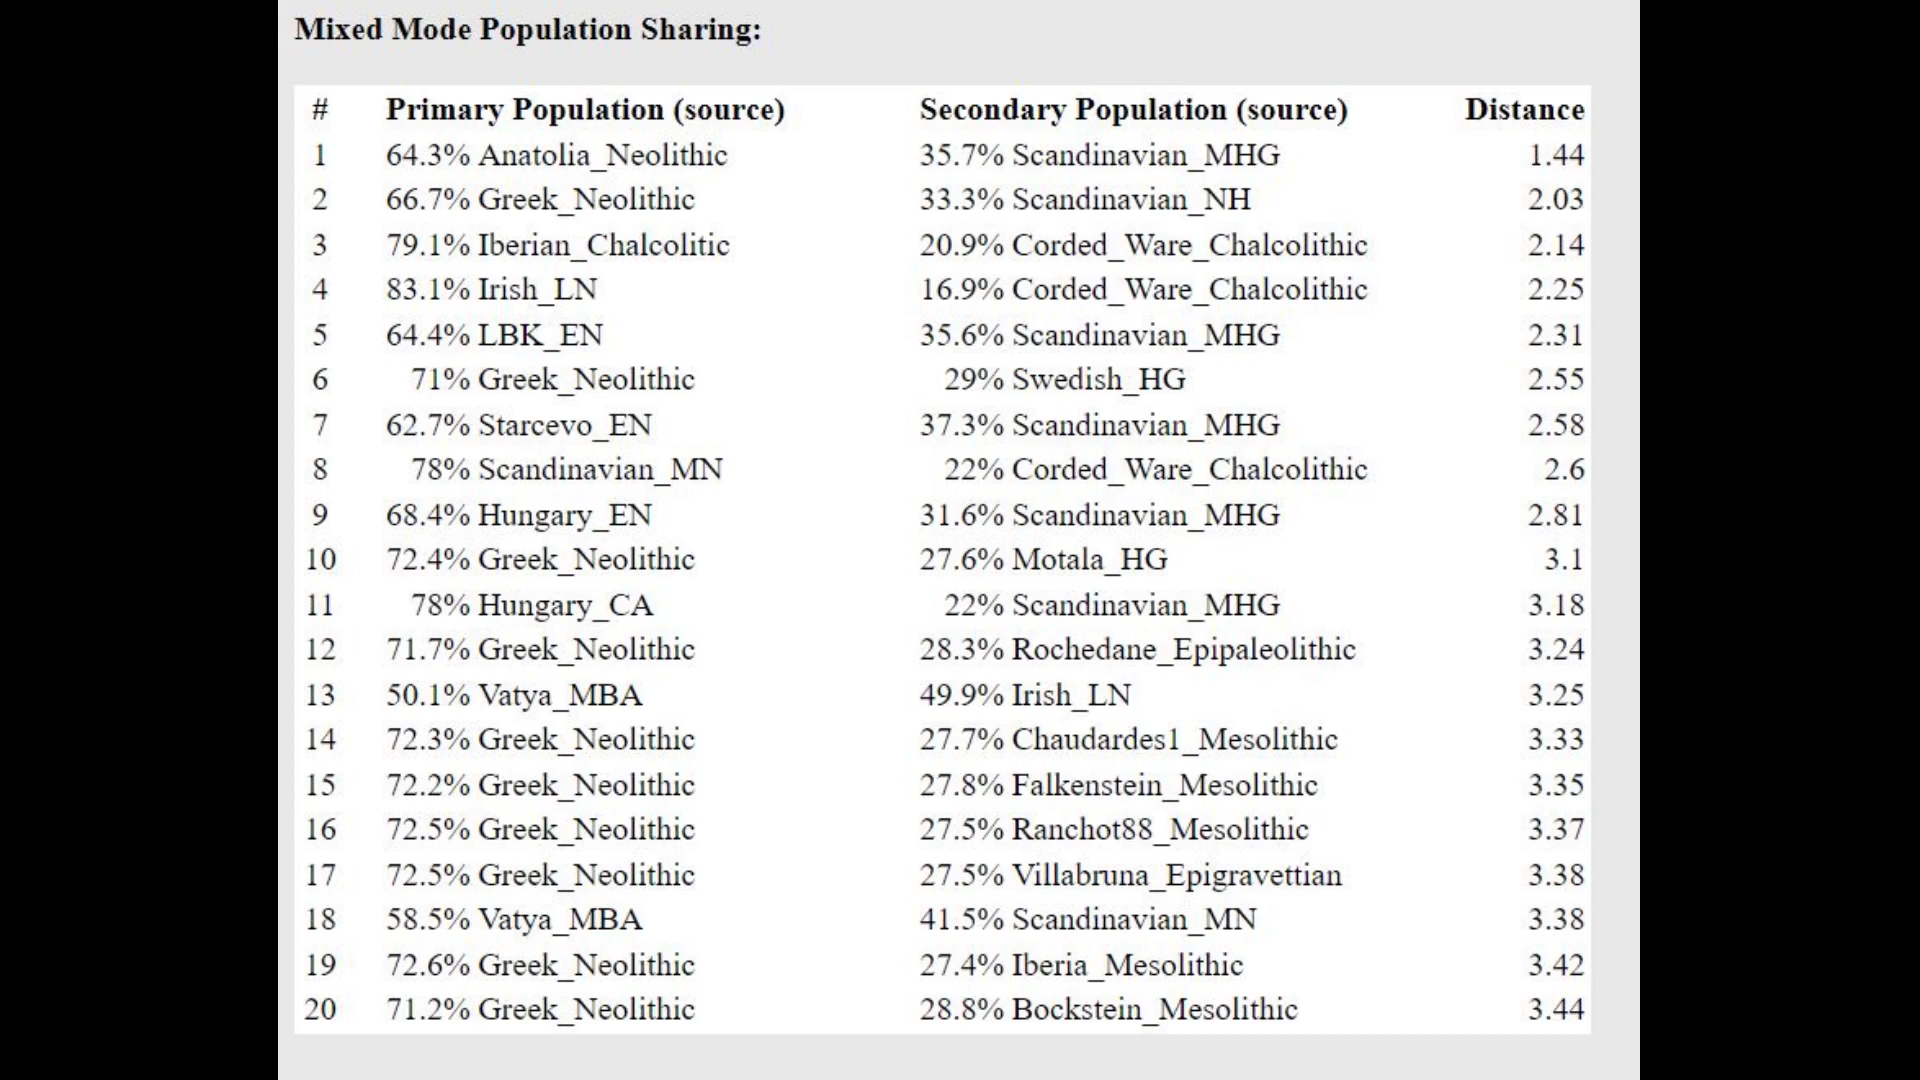 Mixed Mode Population Sharing:
# Primary Population (source) Secondary Population (source) Distance
1 64.3% Anatolia_Neolithic 35.7% Scandinavian_MHG 1.44
2 66.7% Greek_Neolithic 33.3% Scandinavian_NH 2.03
3 79.1% Iberian_Chalcolitic 20.9% Corded_Ware_Chalcolithic 2.14
4 83.1% Irish_LN 16.9% Corded_Ware_Chalcolithic 2.25
5 64.4% LBK_EN 35.6% Scandinavian_MHG 2.31
6 71% Greek_Neolithic 29% Swedish_HG 2.55
7 62.7% Starcevo_EN 37.3% Scandinavian_MHG 2.58
8 78% Scandinavian_MN 22% Corded_Ware_Chalcolithic 2.6
9 68.4% Hungary_EN 31.6% Scandinavian_MHG 2.81
10 72.4% Greek_Neolithic 27.6% Motala_HG 3.1
11 78% Hungary_CA 22% Scandinavian_MHG 3.18
12 71.7% Greek_Neolithic 28.3% Rochedane_Epipaleolithic 3.24
13 50.1% Vatya_MBA 49.9% Irish_LN 3.25
14 72.3% Greek_Neolithic 27.7% Chaudardes1_Mesolithic 3.33
15 72.2% Greek_Neolithic 27.8% Falkenstein_Mesolithic 3.35
16 72.5% Greek_Neolithic 27.5% Ranchot88_Mesolithic 3.37
17 72.5% Greek_Neolithic 27.5% Villabruna_Epigravettian 3.38
18 58.5% Vatya_MBA 41.5% Scandinavian_MN 3.38
19 72.6% Greek_Neolithic 27.4% Iberia_Mesolithic 3.42
20 71.2% Greek_Neolithic 28.8% Bockstein_Mesolithic 3.44